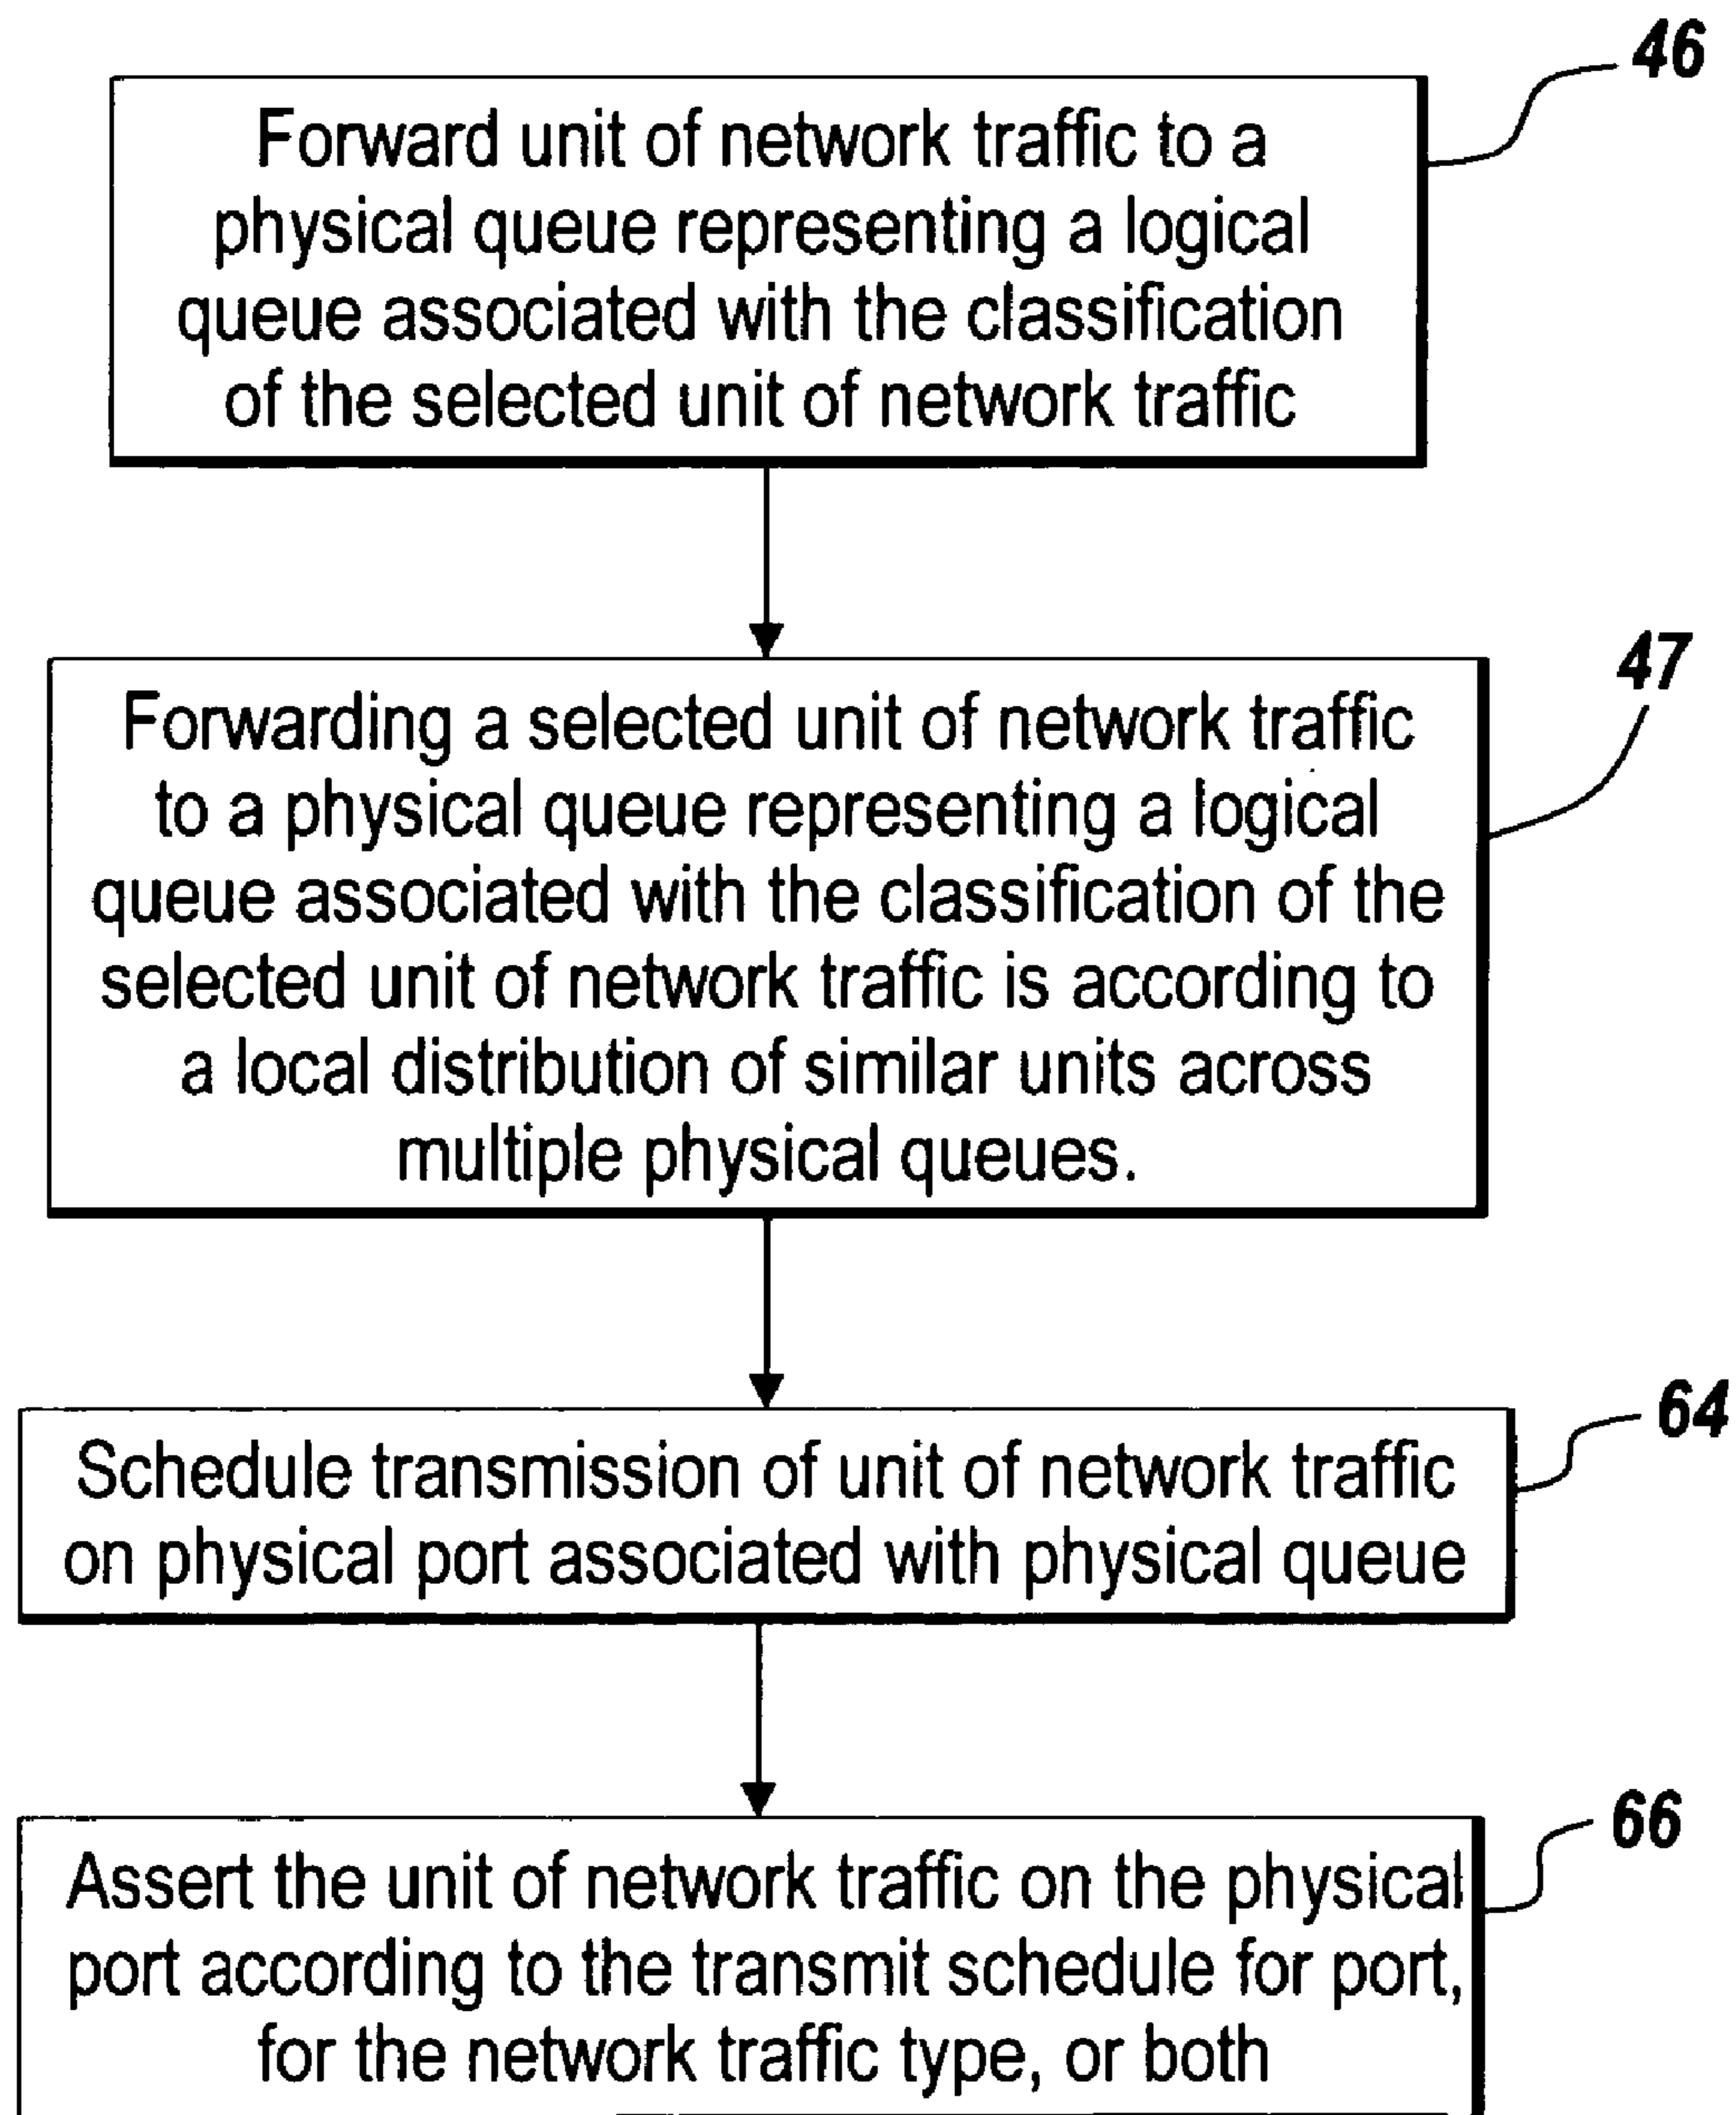 46
Forward unit of network traffic to a
physical queue representing a logical
queue associated with the classification
of the selected unit of network traffic
47
Forwarding a selected unit of network traffic
to a physical queue representing a logical
queue associated with the classification of the
selected unit of network traffic is according to
a local distribution of similar units across
multiple physical queues.
64
Schedule transmission of unit of network traffic
on physical port associated with physical queue
66
Assert the unit of network traffic on the physical
port according to the transmit schedule for port,
for the network traffic type, or both